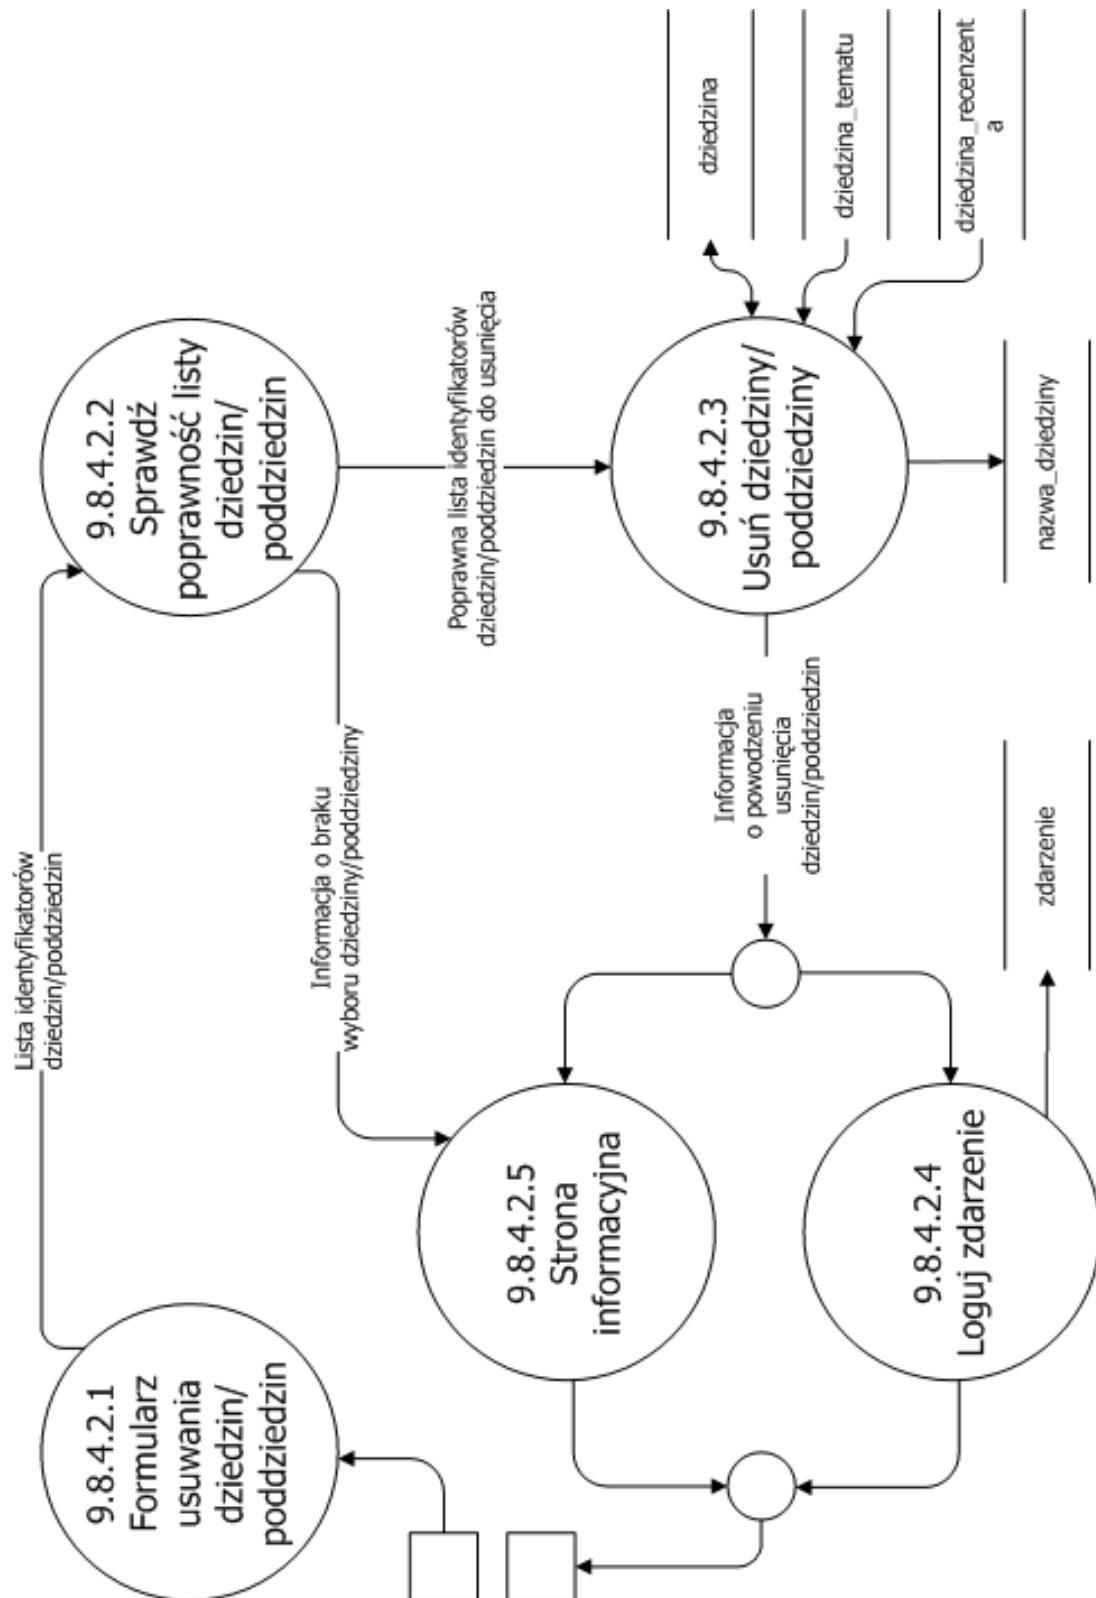 9.8.4.2.1
Formularz
usuwania
dziedzin/
poddziedzin
Lista identyfikatorów
dziedzin/poddziedzin
9.8.4.2.2
Sprawdź
poprawność listy
dziedzin/
poddziedzin
Informacja o braku
wyboru dziedziny/poddziedziny
Poprawna lista identyfikatorów
dziedzin/poddziedzin do usunięcia
9.8.4.2.5
Strona
informacyjna
Informacja
o powodzeniu
usunięcia
dziedzin/poddziedzin
9.8.4.2.3
Usuń dziedziny/
poddziedziny
dziedzina
dziedzina_tematu
dziedzina_recenzent
a
9.8.4.2.4
Loguj zdarzenie
zdarzenie
nazwa_dziedziny